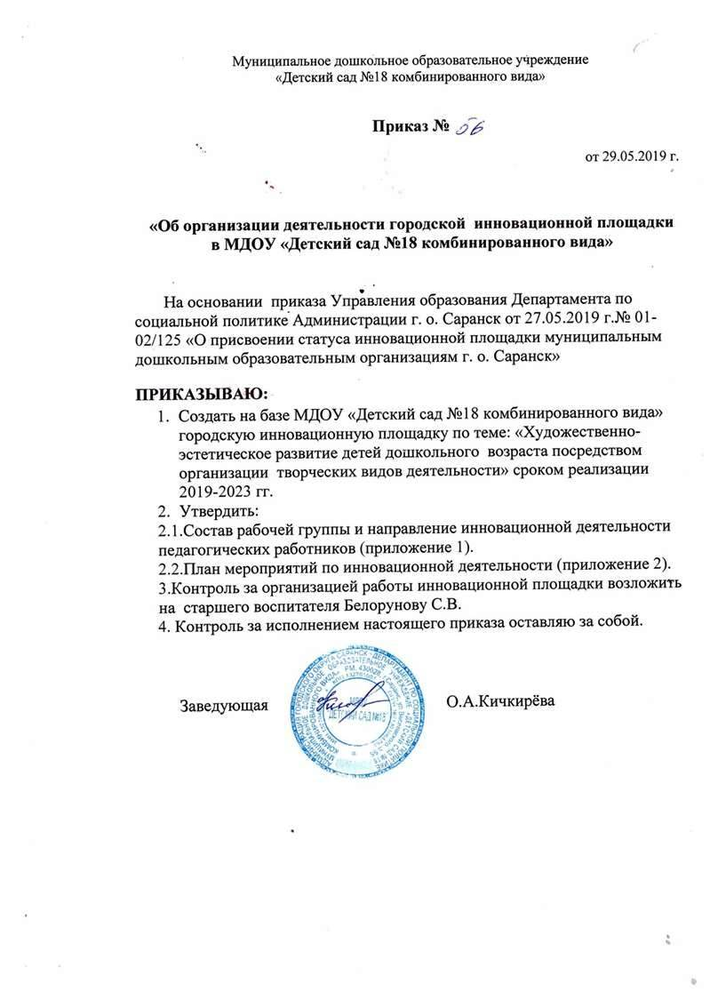 Муниципальное дошкольное образовательное учреждение
«Детский сад №18 комбинированного вида»
Приказ № 56
от 29.05.2019 г.
«Об организации деятельности городской инновационной площадки
в МДОУ «Детский сад №18 комбинированного вида»
На основании приказа Управления образования Департамента по
социальной политике Администрации г. о. Саранск от 27.05.2019 г.№ 01-
02/125 «О присвоении статуса инновационной площадки муниципальным
дошкольным образовательным организациям г. о. Саранск»
ПРИКАЗЫВАЮ:
1. Создать на базе МДОУ «Детский сад №18 комбинированного вида»
городскую инновационную площадку по теме: «Художественно-
эстетическое развитие детей дошкольного возраста посредством
организации творческих видов деятельности» сроком реализации
2019-2023 гг.
2. Утвердить:
2.1.Состав рабочей группы и направление инновационной деятельности
педагогических работников (приложение 1).
2.2.План мероприятий по инновационной деятельности (приложение 2).
3.Контроль за организацией работы инновационной площадки возложить
на старшего воспитателя Белорунову С.В.
4. Контроль за исполнением настоящего приказа оставляю за собой.
Заведующая О.А.Кичкирёва
"ДЕТСКИЙ САД №18"